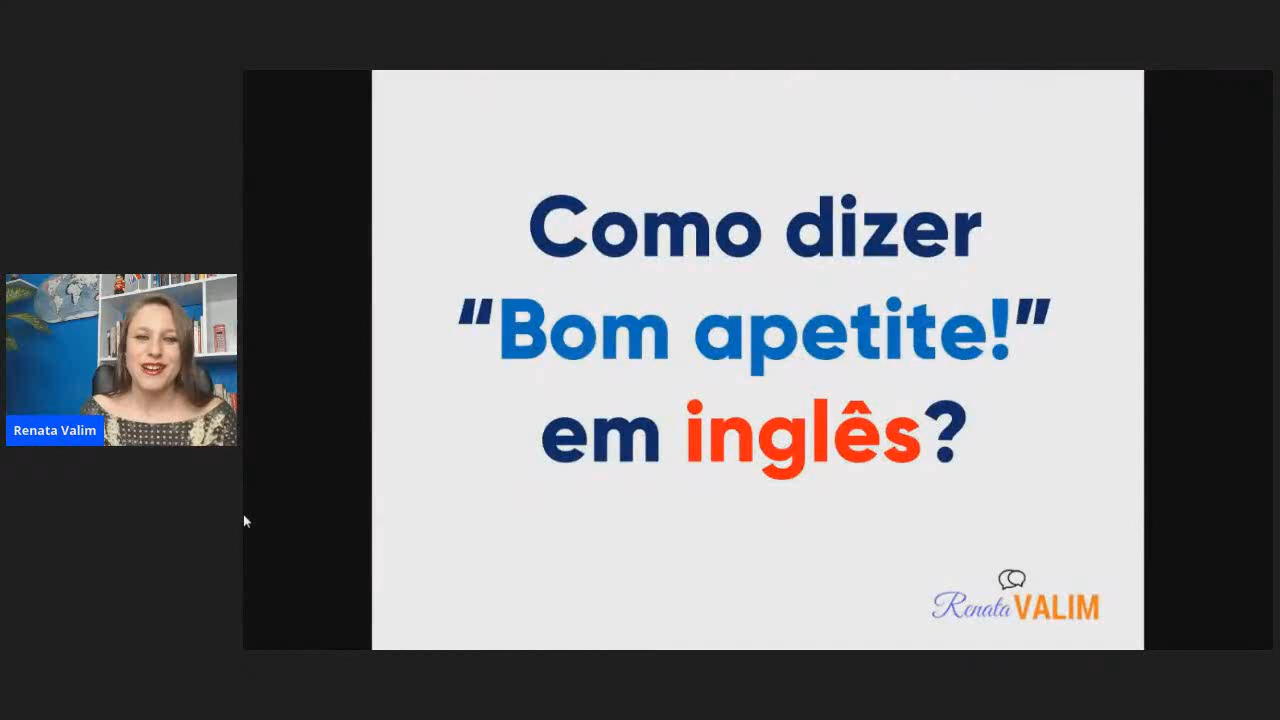 Como dizer
“Bom apetite!”
em inglês?
Renata Valim
Renata VALIM